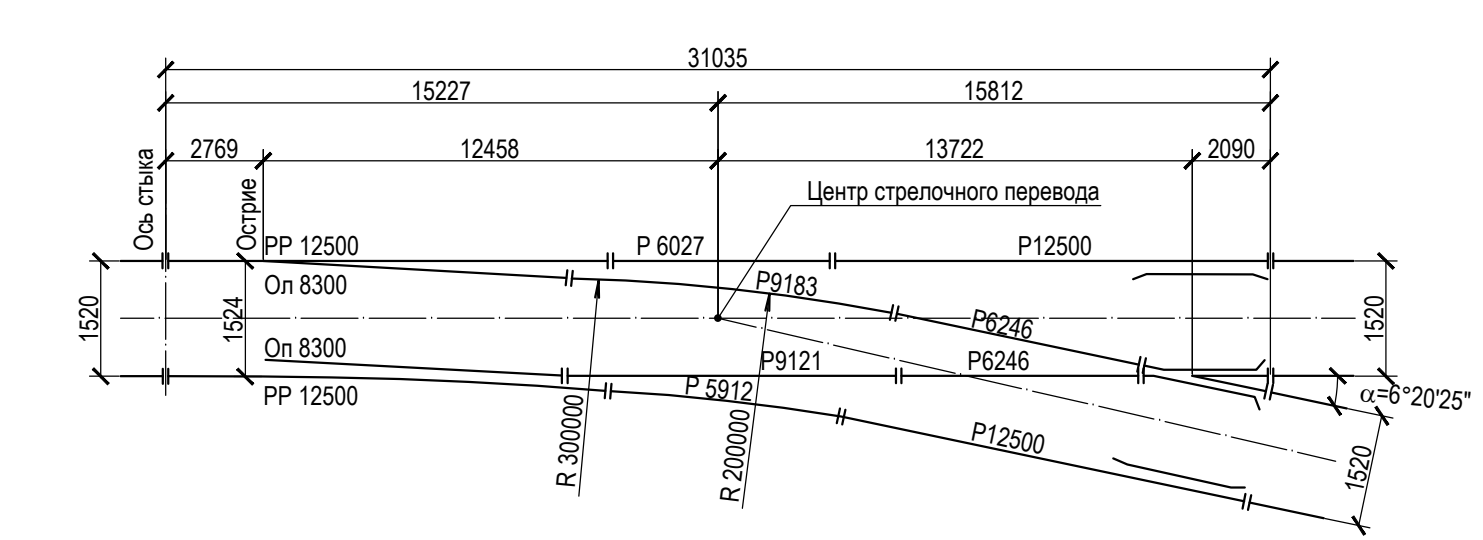 31035
15227
15812
2769
12458
13722
2090
Ось стыка
Острие
Центр стрелочного перевода
РР 12500
Р 6027
Р12500
Ол 8300
Р9183
1520
1524
1520
Р6246
Оп 8300
Р9121
Р6246
РР 12500
Р 5912
α=6°20'25"
R 300000
R 200000
Р12500
1520